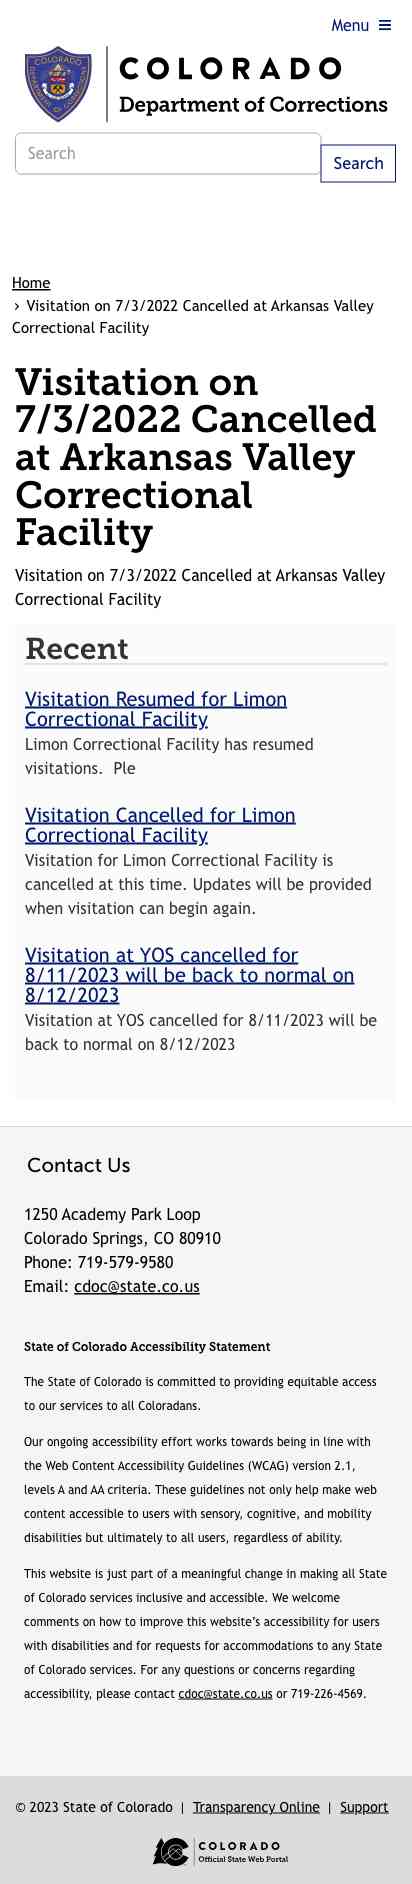 Menu
COLORADO
Department of Corrections
Search
Search
Home
› Visitation on 7/3/2022 Cancelled at Arkansas Valley
Correctional Facility
Visitation on
7/3/2022 Cancelled
at Arkansas Valley
Correctional
Facility
Visitation on 7/3/2022 Cancelled at Arkansas Valley
Correctional Facility
Recent
Visitation Resumed for Limon
Correctional Facility
Limon Correctional Facility has resumed
visitations.  Ple
Visitation Cancelled for Limon
Correctional Facility
Visitation for Limon Correctional Facility is
cancelled at this time. Updates will be provided
when visitation can begin again.
Visitation at YOS cancelled for
8/11/2023 will be back to normal on
8/12/2023
Visitation at YOS cancelled for 8/11/2023 will be
back to normal on 8/12/2023
Contact Us
1250 Academy Park Loop
Colorado Springs, CO 80910
Phone: 719-579-9580
Email: cdoc@state.co.us
State of Colorado Accessibility Statement
The State of Colorado is committed to providing equitable access
to our services to all Coloradans.
Our ongoing accessibility effort works towards being in line with
the Web Content Accessibility Guidelines (WCAG) version 2.1,
levels A and AA criteria. These guidelines not only help make web
content accessible to users with sensory, cognitive, and mobility
disabilities but ultimately to all users, regardless of ability.
This website is just part of a meaningful change in making all State
of Colorado services inclusive and accessible. We welcome
comments on how to improve this website's accessibility for users
with disabilities and for requests for accommodations to any State
of Colorado services. For any questions or concerns regarding
accessibility, please contact cdoc@state.co.us or 719-226-4569.
© 2023 State of Colorado | Transparency Online | Support
COLORADO
Official State Web Portal